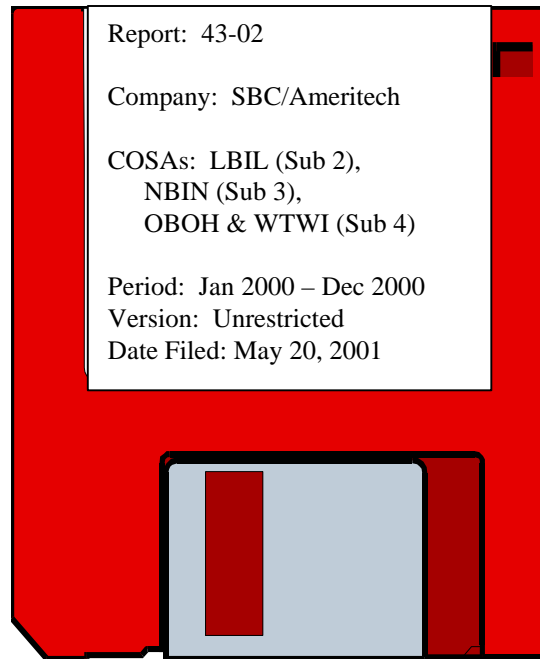 Report: 43-02
Company: SBC/Ameritech
COSAs: LBIL (Sub 2),
NBIN (Sub 3),
OBOH & WTWI (Sub 4)
Period: Jan 2000 – Dec 2000
Version: Unrestricted
Date Filed: May 20, 2001